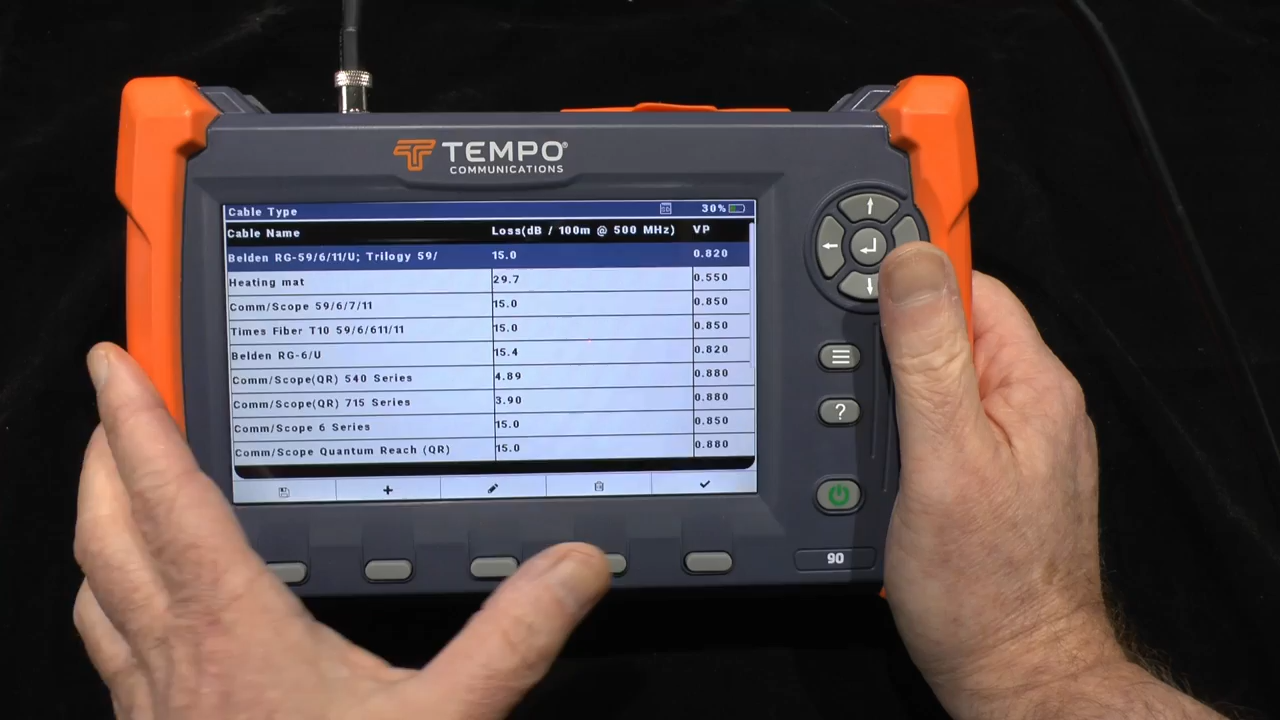 TEMPO®
COMMUNICATIONS
Cable Type 30%
Cable Name Loss(dB / 100m @ 500 MHz) VP
Belden RG-59/6/11/U; Trilogy 59/ 15.0 0.820
Heating mat 29.7 0.550
Comm/Scope 59/6/7/11 15.0 0.850
Times Fiber T10 59/6/611/11 15.0 0.850
Belden RG-6/U 15.4 0.820
Comm/Scope(QR) 540 Series 4.89 0.880
Comm/Scope(QR) 715 Series 3.90 0.880
Comm/Scope 6 Series 15.0 0.850
Comm/Scope Quantum Reach (QR) 15.0 0.880
?
90